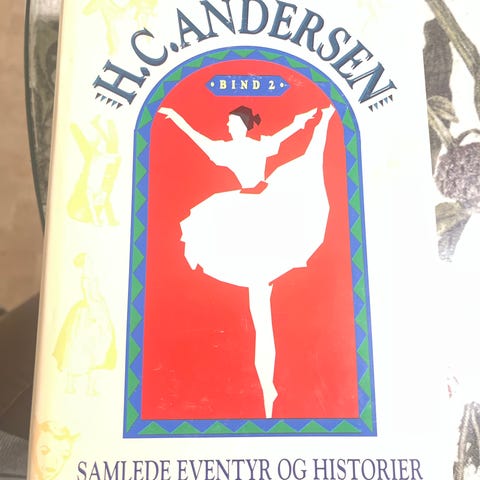 H.C. ANDERSEN
BIND 2
SAMLEDE EVENTYR OG HISTORIER